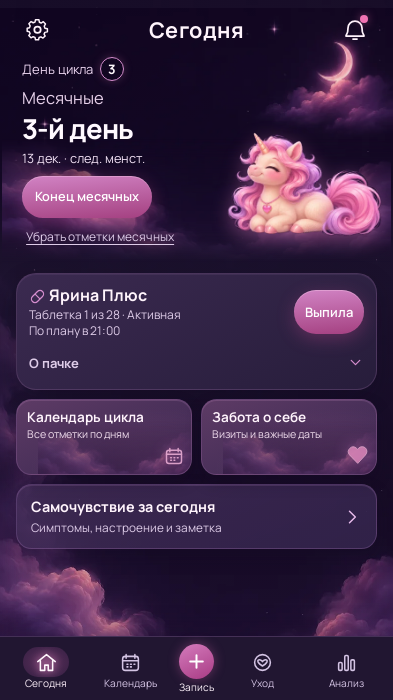 Сегодня
День цикла 3
Месячные
3-й день
13 дек. · след. менст.
Конец месячных
Убрать отметки месячных
Ярина Плюс
Таблетка 1 из 28 · Активная
По плану в 21:00
Выпила
О пачке
Календарь цикла
Все отметки по дням
Забота о себе
Визиты и важные даты
Самочувствие за сегодня
Симптомы, настроение и заметка
Сегодня
Календарь
Запись
Уход
Анализ